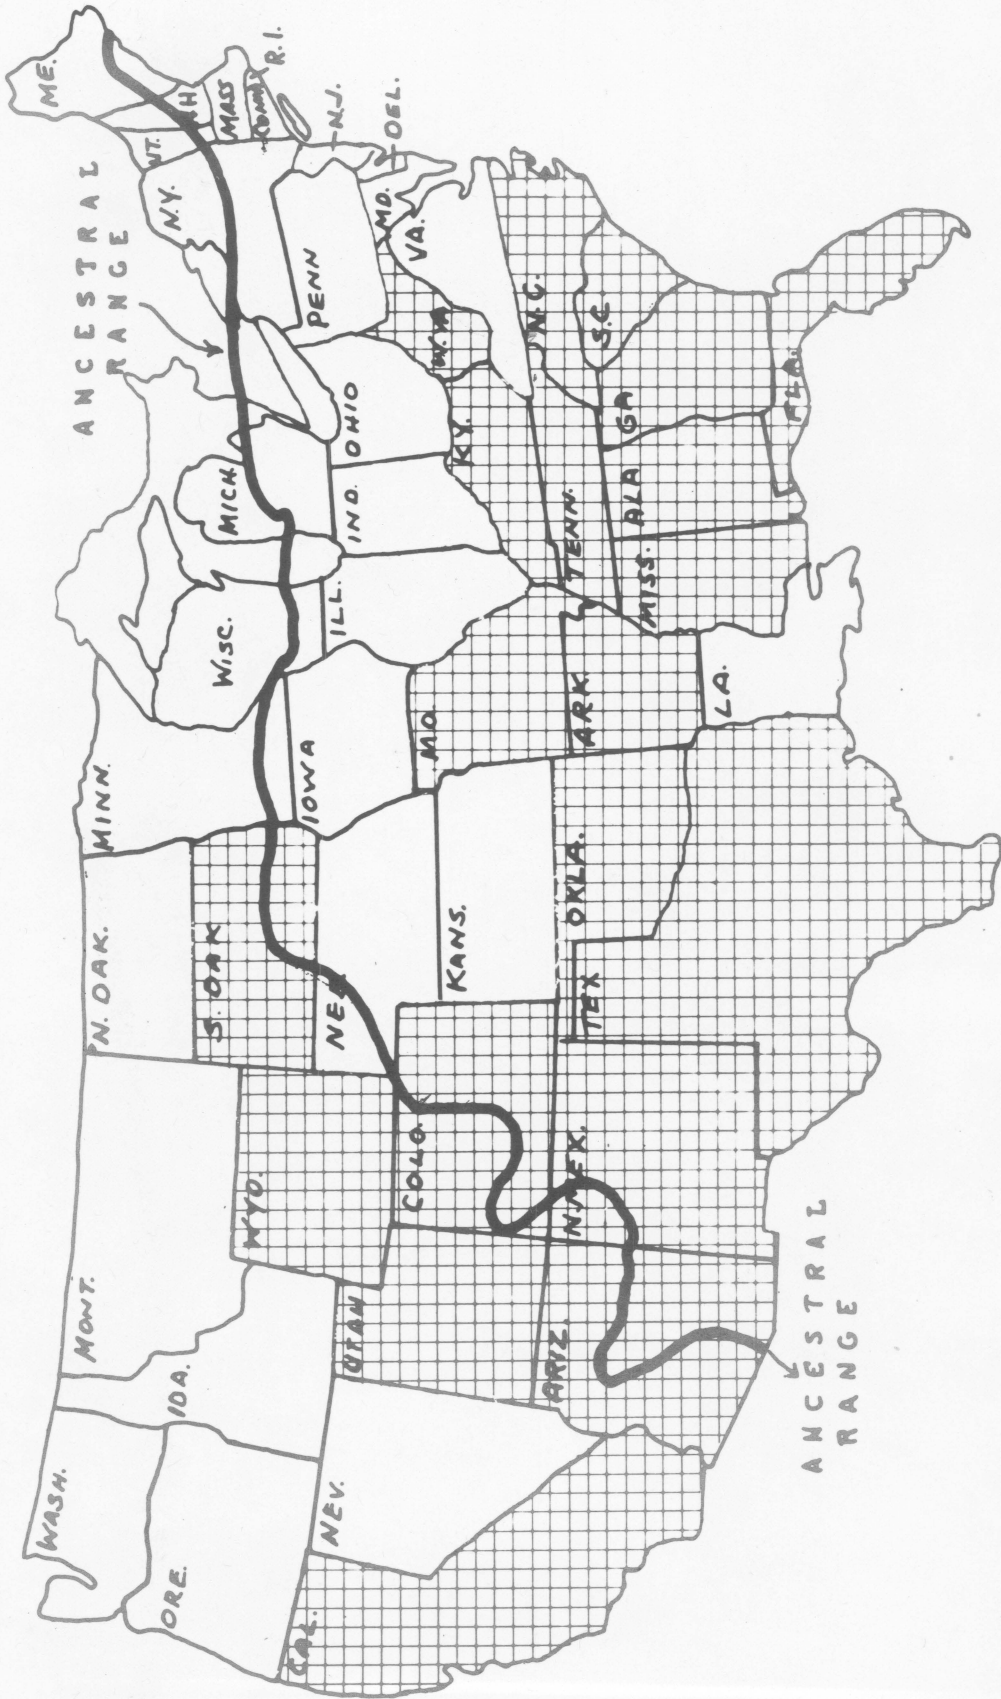 WASH.
MONT.
N. DAK.
MINN.
ANCESTRAL
RANGE
ME.
VT.
N.Y.
MASS
CONN
R.I.
ORE.
IDA.
WYO.
S. DAK
WISC.
MICH.
PENN
N.J.
DEL.
MD.
NEV.
UTAH
COLO.
NEB
IOWA
ILL.
IND.
OHIO
W. VA
VA.
CAL.
ARIZ.
N. MEX.
KANS.
MO.
KY.
TEX
OKLA.
ARK.
TENN.
N.C.
S.C.
LA.
MISS.
ALA
GA
FLA.
ANCESTRAL
RANGE